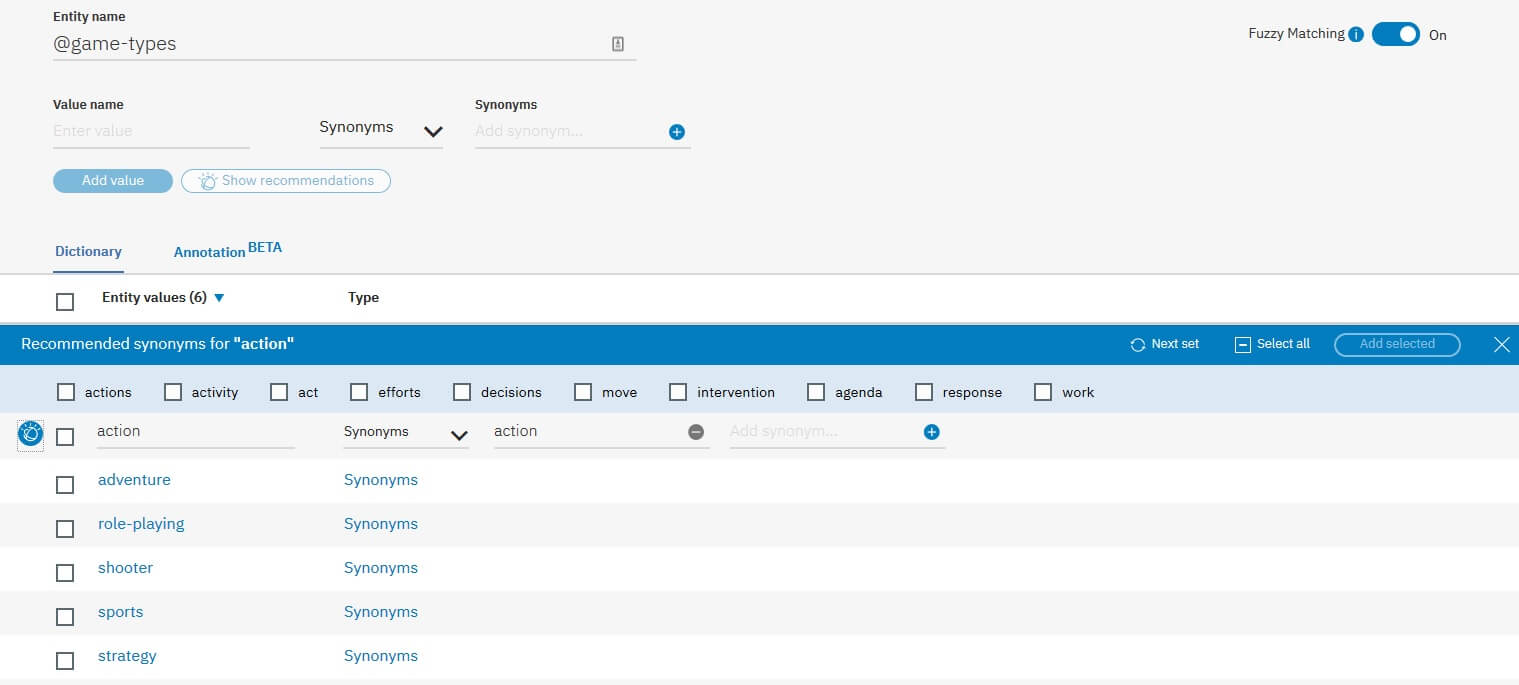 Entity name
@game-types
Fuzzy Matching i On
Value name
Synonyms
Enter value
Synonyms
Add synonym...
Add value
Show recommendations
Dictionary
Annotation BETA
Entity values (6) ▼ Type
Recommended synonyms for "action" Next set Select all Add selected
actions activity act efforts decisions move intervention agenda response work
action Synonyms action Add synonym...
adventure Synonyms
role-playing Synonyms
shooter Synonyms
sports Synonyms
strategy Synonyms